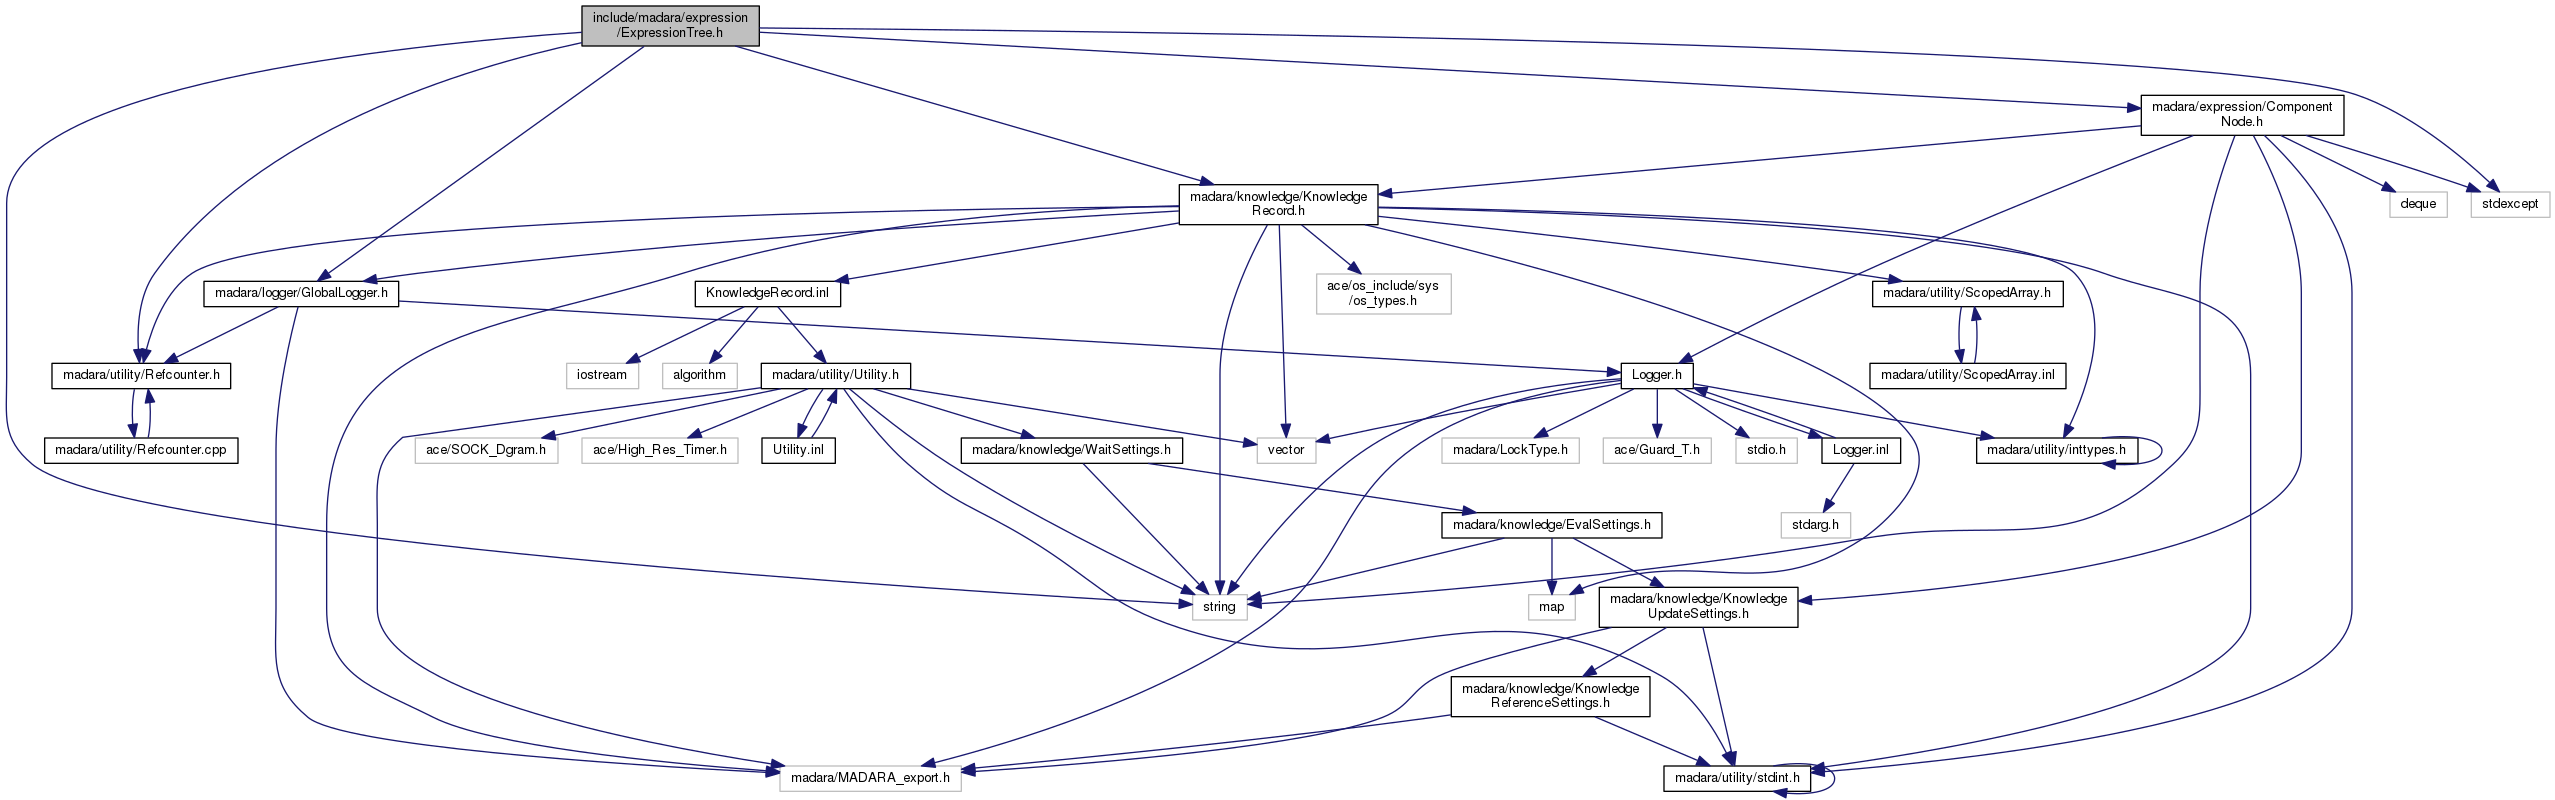 include/madara/expression
/ExpressionTree.h
madara/expression/Component
Node.h
madara/knowledge/Knowledge
Record.h
deque
stdexcept
madara/logger/GlobalLogger.h
KnowledgeRecord.inl
ace/os_include/sys
/os_types.h
madara/utility/ScopedArray.h
madara/utility/Refcounter.h
iostream
algorithm
madara/utility/Utility.h
Logger.h
madara/utility/ScopedArray.inl
madara/utility/Refcounter.cpp
ace/SOCK_Dgram.h
ace/High_Res_Timer.h
Utility.inl
madara/knowledge/WaitSettings.h
vector
madara/LockType.h
ace/Guard_T.h
stdio.h
Logger.inl
madara/utility/inttypes.h
madara/knowledge/EvalSettings.h
stdarg.h
string
map
madara/knowledge/Knowledge
UpdateSettings.h
madara/knowledge/Knowledge
ReferenceSettings.h
madara/MADARA_export.h
madara/utility/stdint.h